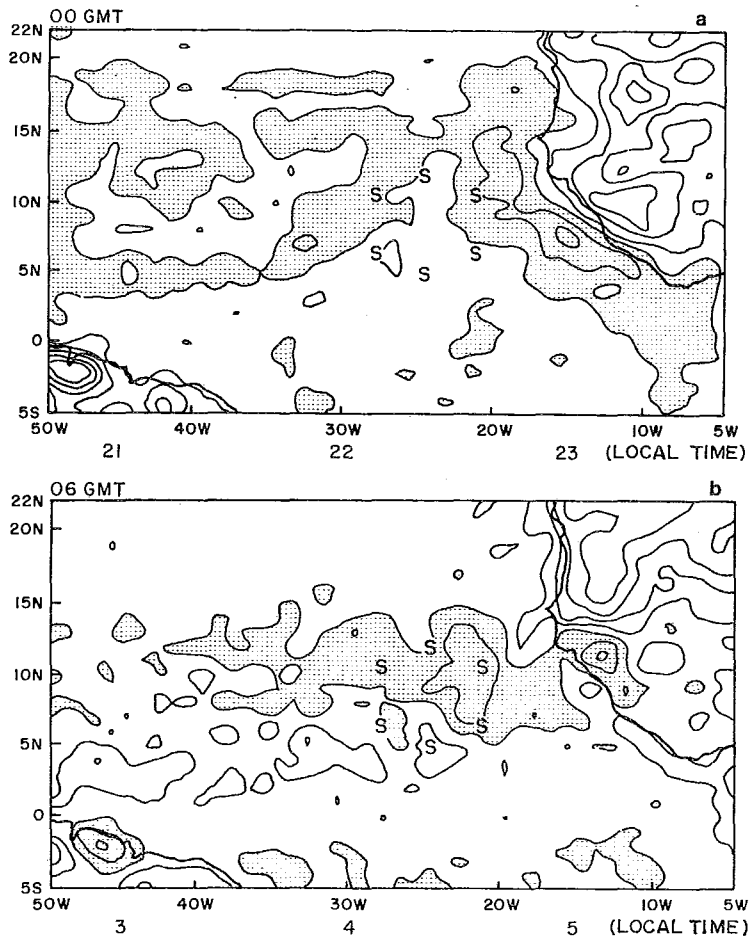 00 GMT a
22N
20N
15N
S S
10N S S
S S
5N S
0
5S
50W 40W 30W 20W 10W 5W
21 22 23 (LOCAL TIME)
06 GMT b
22N
20N
15N
S
10N S S
S S
5N S
0
5S
50W 40W 30W 20W 10W 5W
3 4 5 (LOCAL TIME)